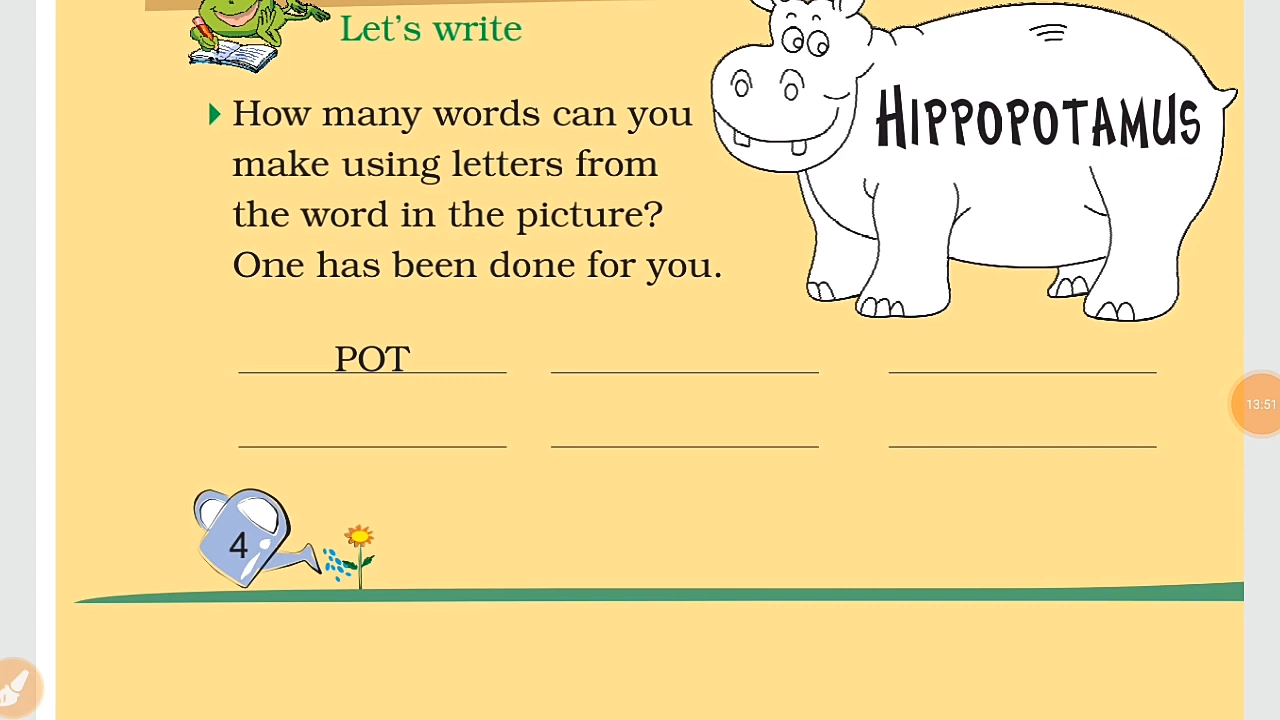 Let's write
How many words can you
make using letters from
the word in the picture?
One has been done for you.
HIPPOPOTAMUS
POT
4
13:51